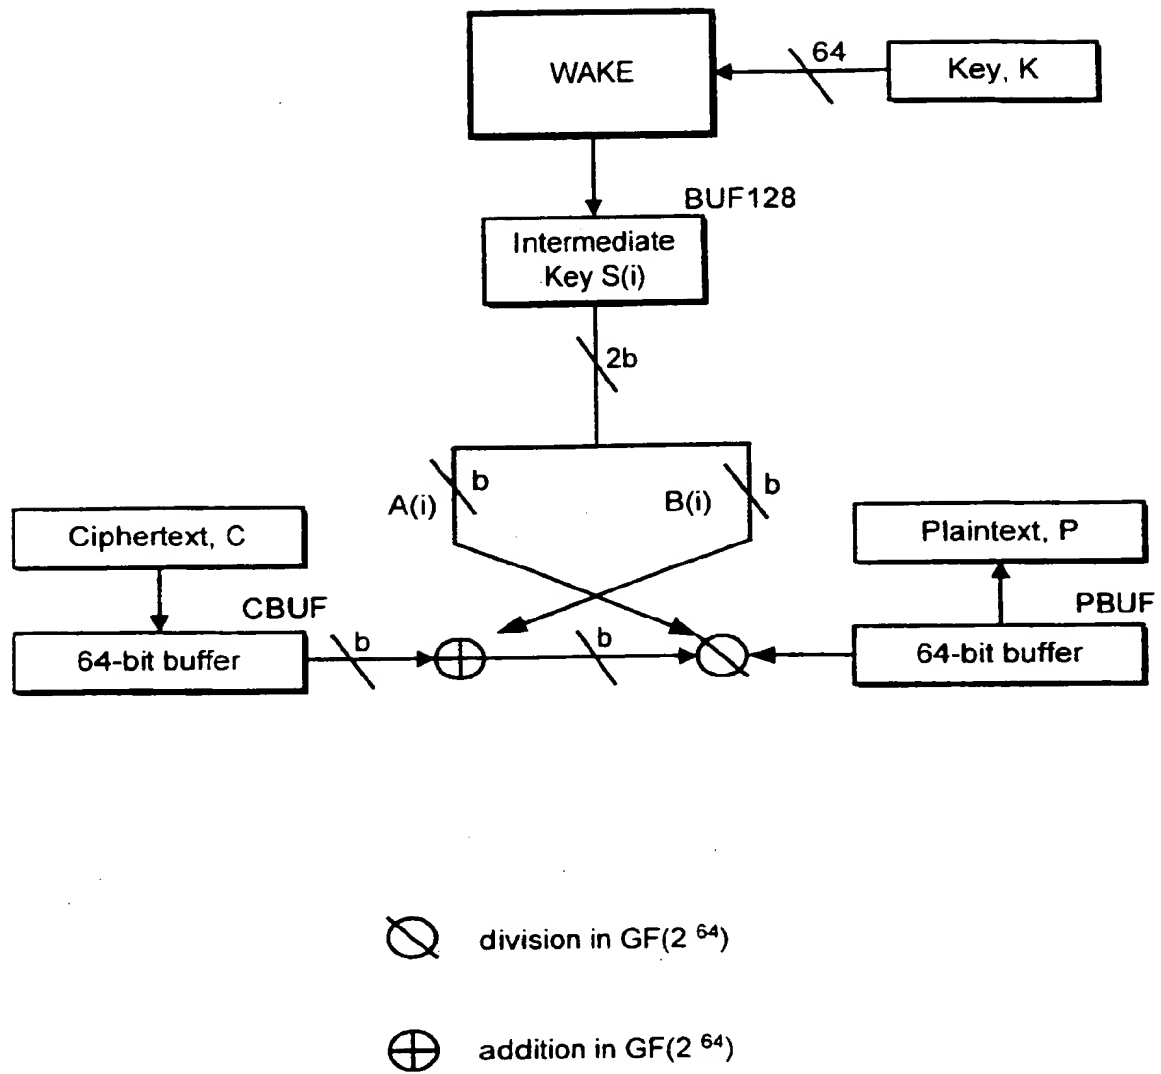 WAKE
64
Key, K
BUF128
Intermediate
Key S(i)
2b
A(i)
b
B(i)
b
Ciphertext, C
Plaintext, P
CBUF
PBUF
64-bit buffer
b
b
64-bit buffer
division in GF(2 64)
addition in GF(2 64)